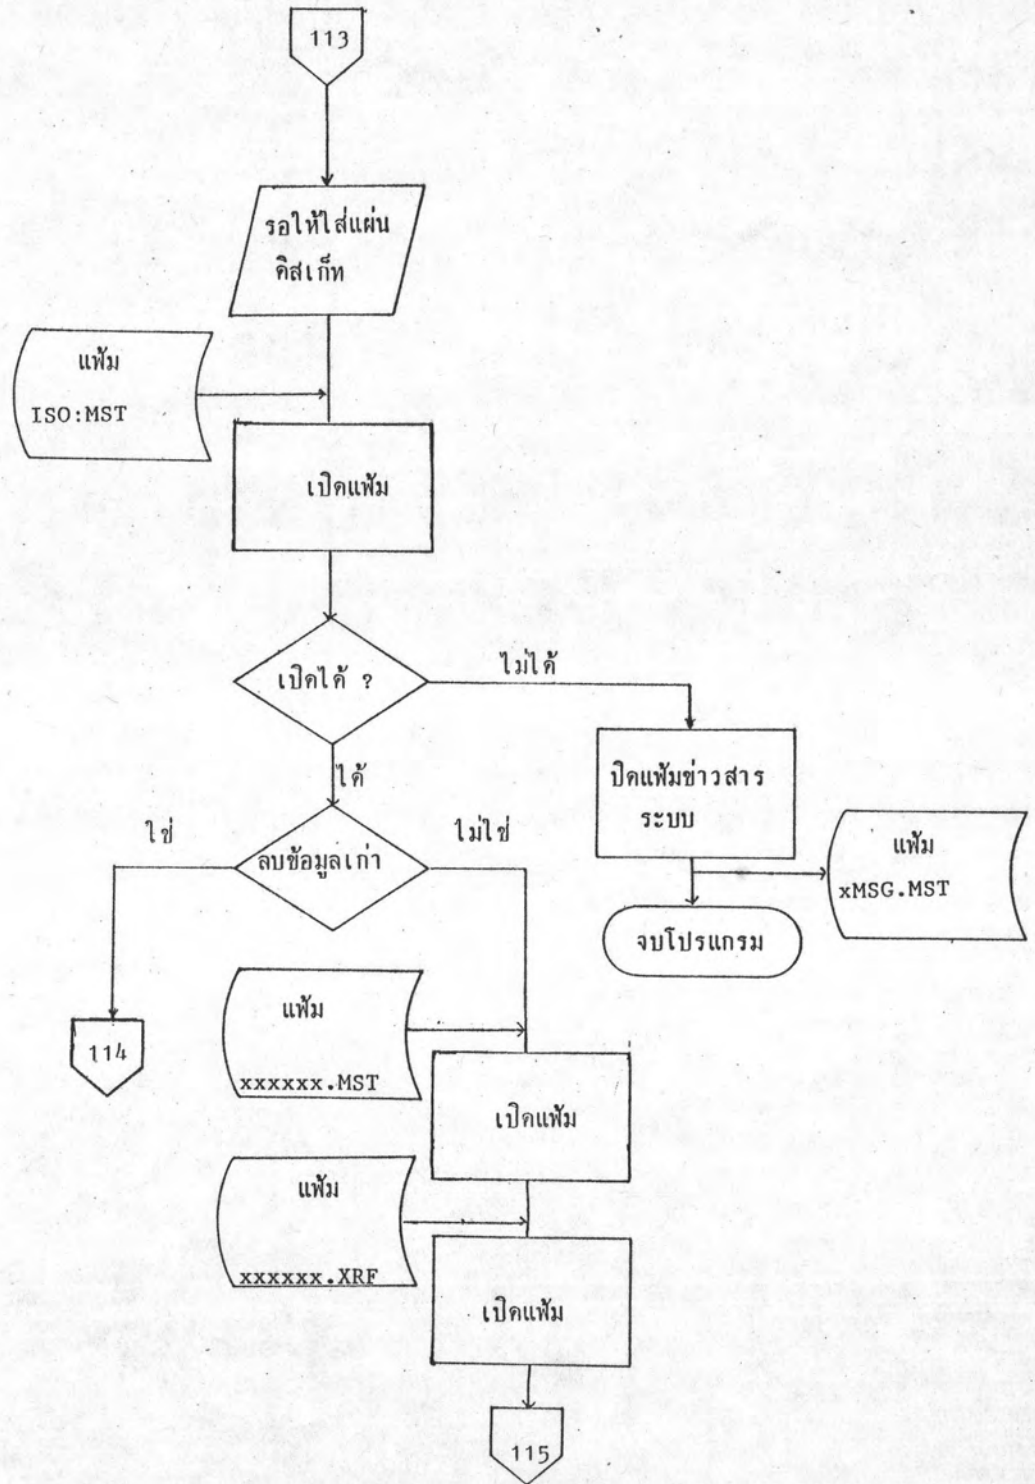 113
รอให้ใส่แผ่น
ดิสเก็ท
แฟ้ม
ISO:MST
เปิดแฟ้ม
เปิดได้ ?
ไม่ได้
ได้
ปิดแฟ้มข่าวสาร
ระบบ
แฟ้ม
xMSG.MST
จบโปรแกรม
ใช่
ลบข้อมูลเก่า
ไม่ใช่
114
แฟ้ม
xxxxxx.MST
เปิดแฟ้ม
แฟ้ม
xxxxxx.XRF
เปิดแฟ้ม
115